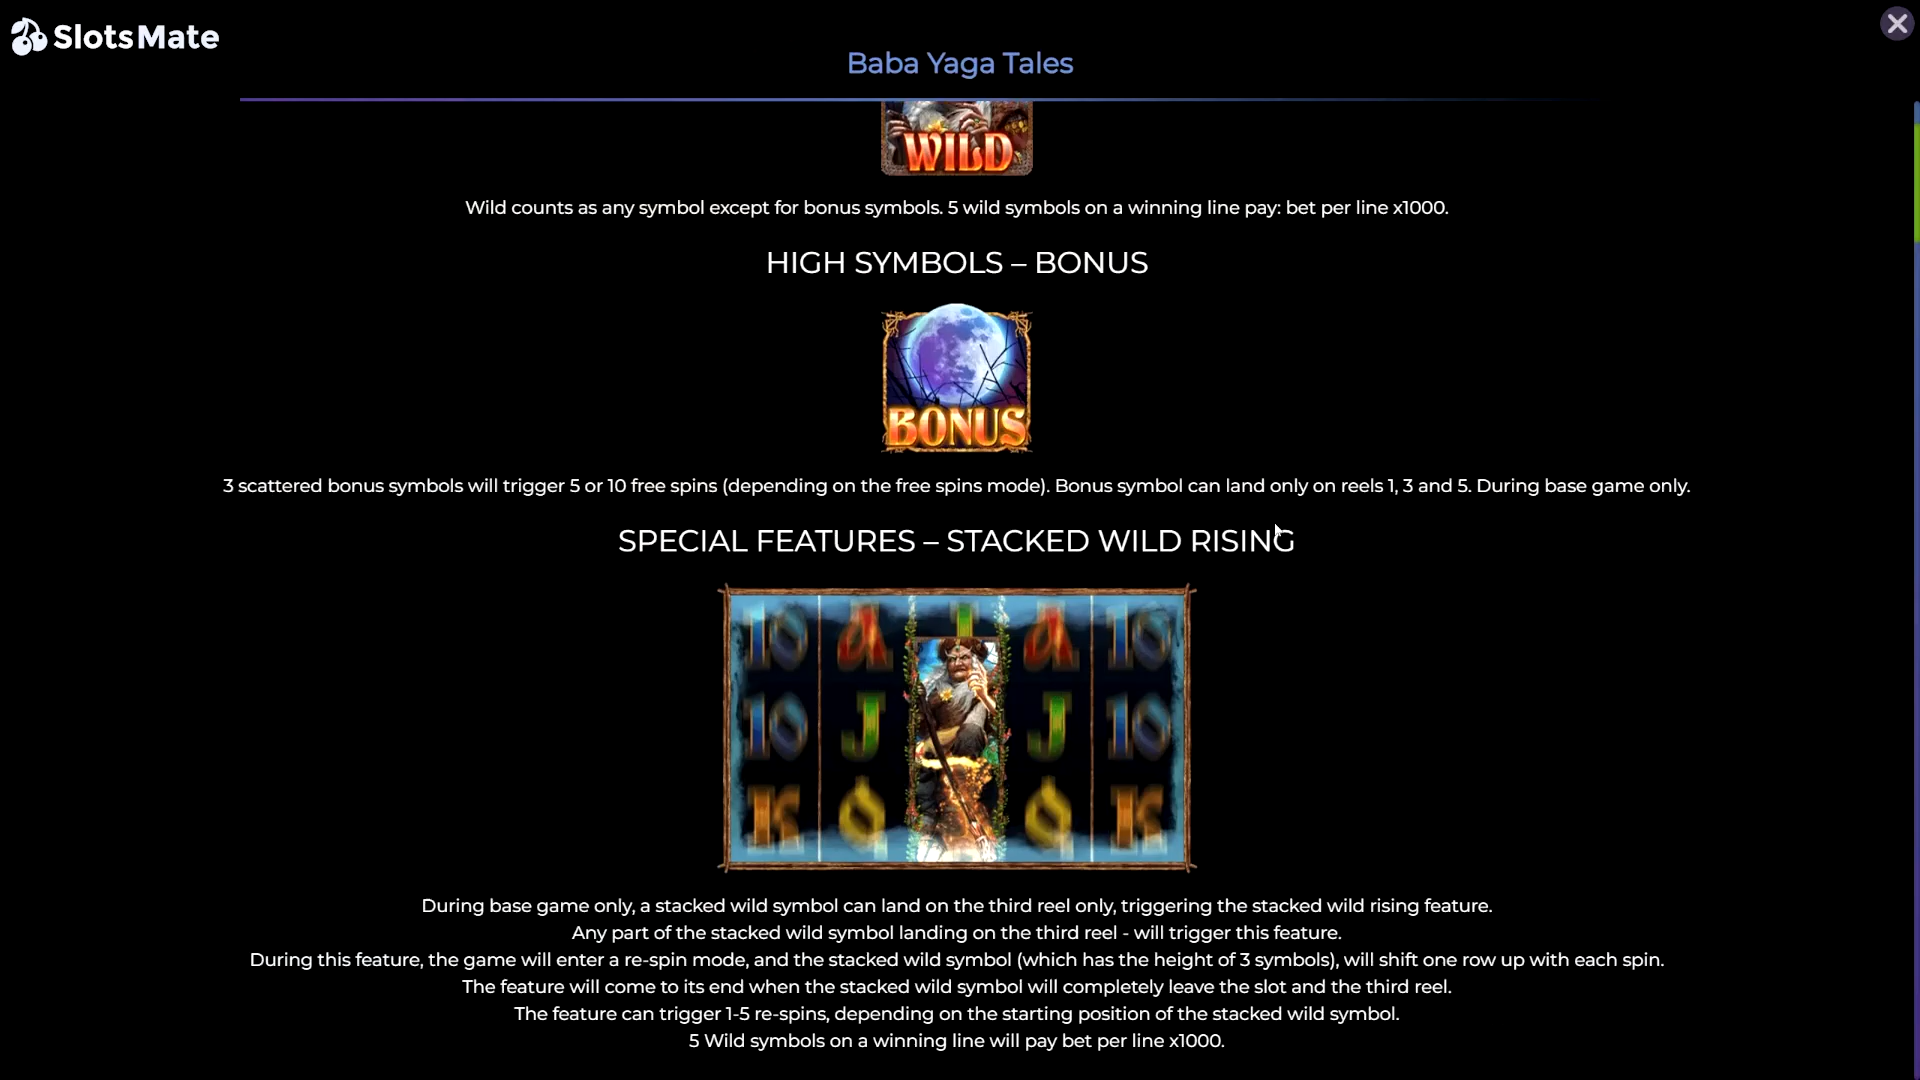 SlotsMate
Baba Yaga Tales
WILD
Wild counts as any symbol except for bonus symbols. 5 wild symbols on a winning line pay: bet per line x1000.
HIGH SYMBOLS – BONUS
BONUS
3 scattered bonus symbols will trigger 5 or 10 free spins (depending on the free spins mode). Bonus symbol can land only on reels 1, 3 and 5. During base game only.
SPECIAL FEATURES – STACKED WILD RISING
10 A J A 10
10 J J 10
K Q Q K
During base game only, a stacked wild symbol can land on the third reel only, triggering the stacked wild rising feature.
Any part of the stacked wild symbol landing on the third reel - will trigger this feature.
During this feature, the game will enter a re-spin mode, and the stacked wild symbol (which has the height of 3 symbols), will shift one row up with each spin.
The feature will come to its end when the stacked wild symbol will completely leave the slot and the third reel.
The feature can trigger 1-5 re-spins, depending on the starting position of the stacked wild symbol.
5 Wild symbols on a winning line will pay bet per line x1000.